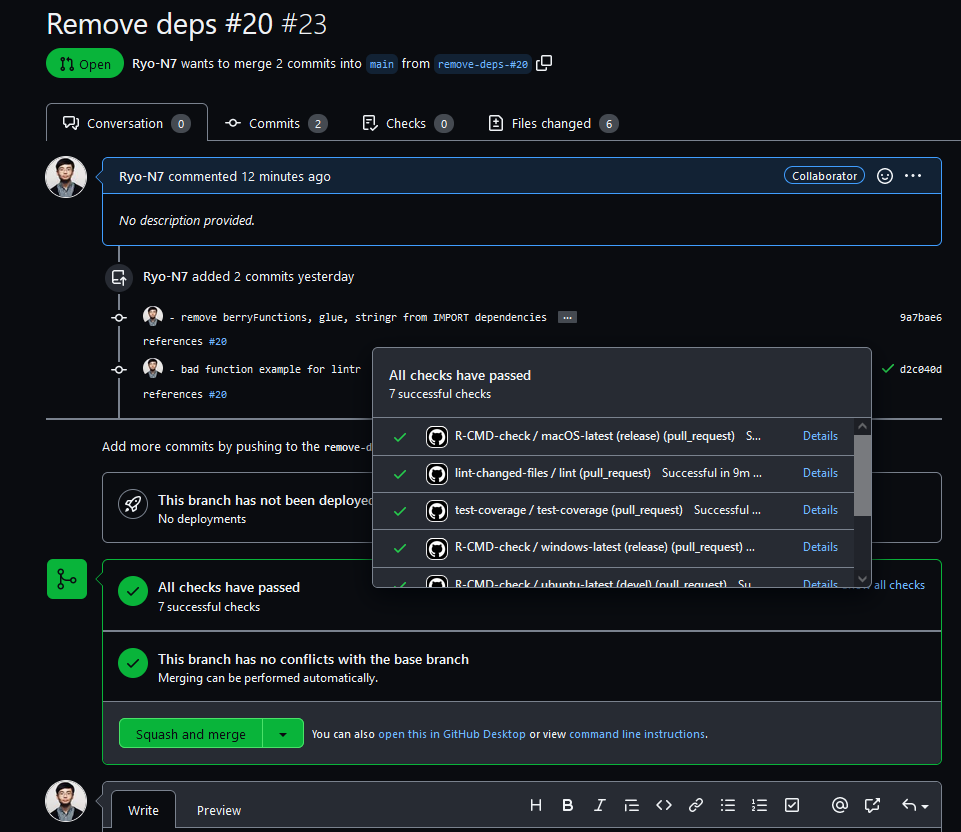 Remove deps #20 #23
Open Ryo-N7 wants to merge 2 commits into main from remove-deps-#20
Conversation 0 Commits 2 Checks 0 Files changed 6
Ryo-N7 commented 12 minutes ago Collaborator ...
No description provided.
Ryo-N7 added 2 commits yesterday
- remove berryFunctions, glue, stringr from IMPORT dependencies ... 9a7bae6
references #20
- bad function example for lintr d2c040d
references #20
All checks have passed
7 successful checks
R-CMD-check / macOS-latest (release) (pull_request) S... Details
lint-changed-files / lint (pull_request) Successful in 9m ... Details
test-coverage / test-coverage (pull_request) Successful ... Details
R-CMD-check / windows-latest (release) (pull_request) ... Details
R-CMD-check / ubuntu-latest (devel) (pull_request) Su Details
Add more commits by pushing to the remove-d
This branch has not been deployed
No deployments
All checks have passed all checks
7 successful checks
This branch has no conflicts with the base branch
Merging can be performed automatically.
Squash and merge You can also open this in GitHub Desktop or view command line instructions.
Write Preview H B I